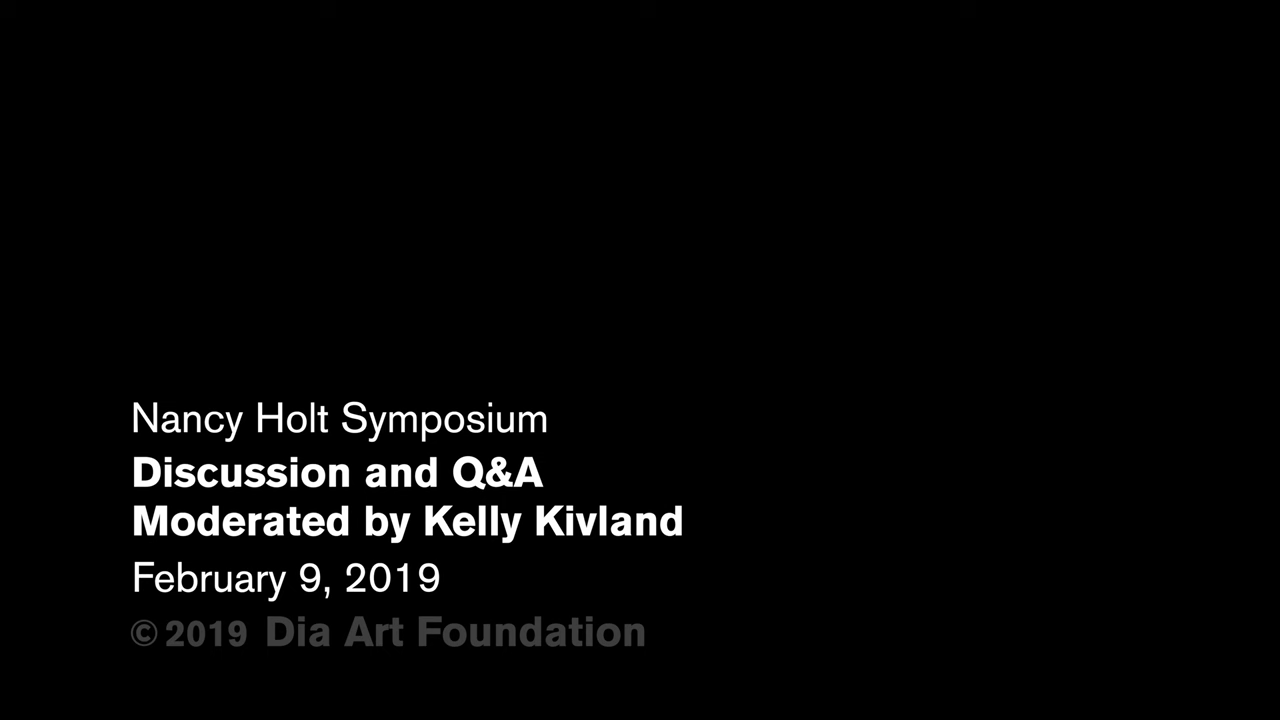 Nancy Holt Symposium
Discussion and Q&A
Moderated by Kelly Kivland
February 9, 2019
© 2019 Dia Art Foundation